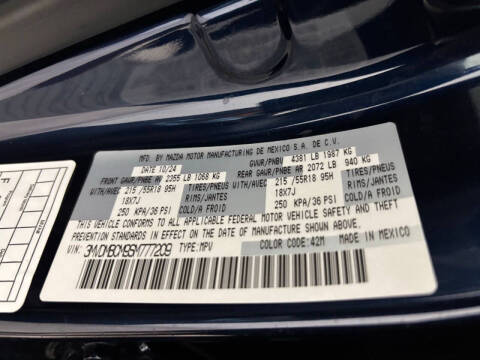 MFD. BY MAZDA MOTOR MANUFACTURING DE MEXICO S.A. DE C.V.
DATE: 10/24 GVWR/PNBV 4381 LB 1987 KG
FRONT GAWR/PNBE AV 2355 LB 1068 KG REAR GAWR/PNBE AR 2072 LB 940 KG
WITH/AVEC 215 /55R18 95H TIRES/PNEUS WITH/AVEC 215 /55R18 95H TIRES/PNEUS
18X7J RIMS/JANTES 18X7J RIMS/JANTES
250 KPA/36 PSI COLD/A FROID 250 KPA/36 PSI COLD/A FROID
THIS VEHICLE CONFORMS TO ALL APPLICABLE FEDERAL MOTOR VEHICLE SAFETY AND THEFT
PREVENTION STANDARDS IN EFFECT ON THE DATE OF MANUFACTURE SHOWN ABOVE.
VIN: TYPE: MPV COLOR CODE: 42M MADE IN MEXICO